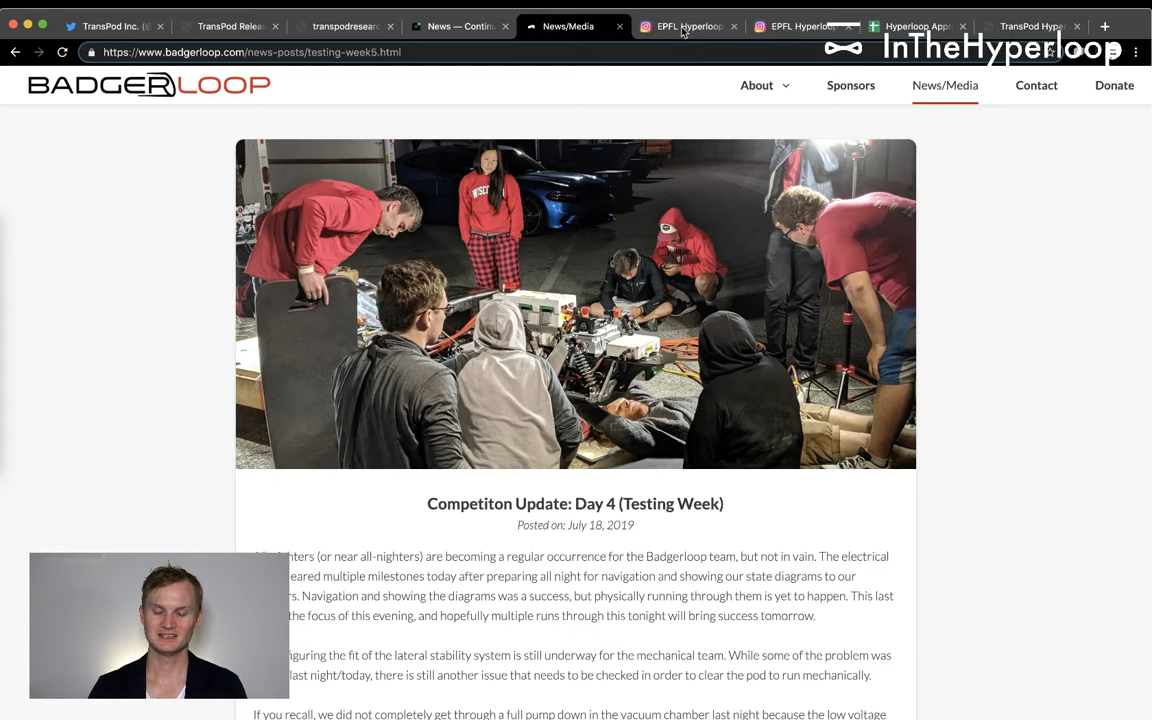 TransPod Inc. (
TransPod Releas
transpodresearc
News — Continu
News/Media
EPFL Hyperloop
EPFL Hyperloop
Hyperloop Appr
TransPod Hyper
https://www.badgerloop.com/news-posts/testing-week5.html
InTheHyperloop
BADGERLOOP
About
Sponsors
News/Media
Contact
Donate
WISC
Competiton Update: Day 4 (Testing Week)
Posted on: July 18, 2019
(or near all-nighters) are becoming a regular occurrence for the Badgerloop team, but not in vain. The electrical
eared multiple milestones today after preparing all night for navigation and showing our state diagrams to our
rs. Navigation and showing the diagrams was a success, but physically running through them is yet to happen. This last
the focus of this evening, and hopefully multiple runs through this tonight will bring success tomorrow.
figuring the fit of the lateral stability system is still underway for the mechanical team. While some of the problem was
last night/today, there is still another issue that needs to be checked in order to clear the pod to run mechanically.
If you recall, we did not completely get through a full pump down in the vacuum chamber last night because the low voltage